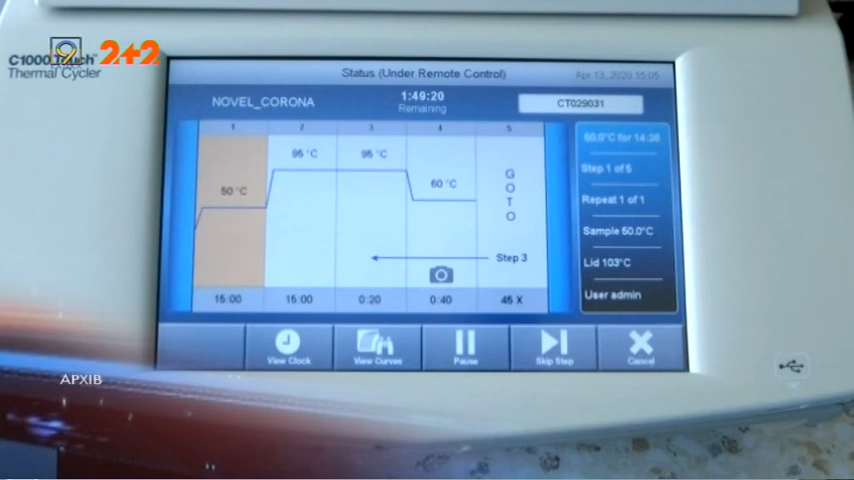 2+2
C1000 Touch™
Thermal Cycler
Status (Under Remote Control)
Apr 13, 2020 15:05
NOVEL_CORONA
1:49:20
Remaining
CT029031
1 2 3 4 5
50 °C
95 °C
95 °C
60 °C
GOTO
Step 3
15:00 15:00 0:20 0:40 45 X
50.0°C for 14:26
Step 1 of 5
Repeat 1 of 1
Sample 50.0°C
Lid 103°C
User admin
View Clock
View Curves
Pause
Skip Step
Cancel
АРХІВ